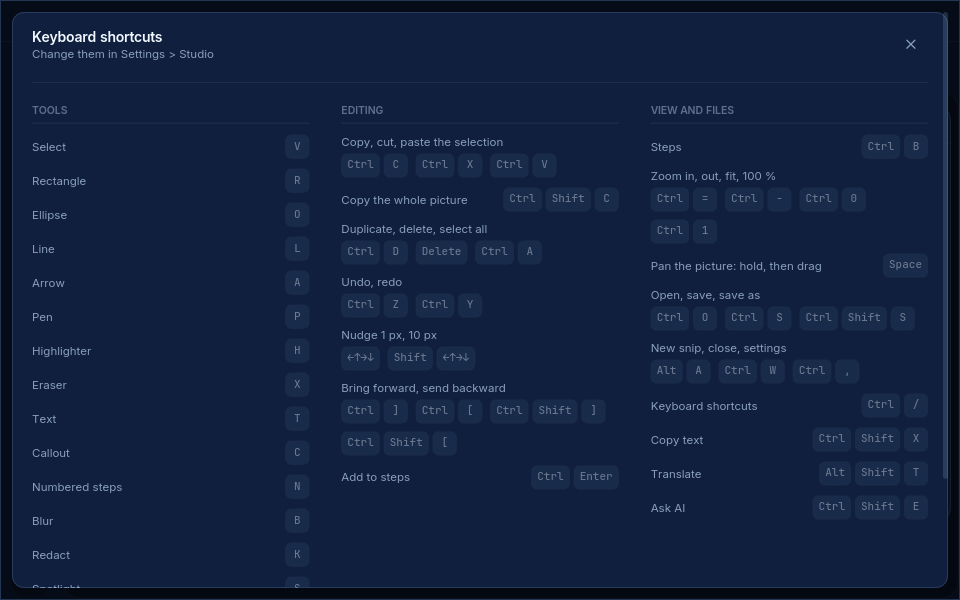 Keyboard shortcuts
Change them in Settings > Studio
TOOLS
Select V
Rectangle R
Ellipse O
Line L
Arrow A
Pen P
Highlighter H
Eraser X
Text T
Callout C
Numbered steps N
Blur B
Redact K
Spotlight S
EDITING
Copy, cut, paste the selection
Ctrl C Ctrl X Ctrl V
Copy the whole picture Ctrl Shift C
Duplicate, delete, select all
Ctrl D Delete Ctrl A
Undo, redo
Ctrl Z Ctrl Y
Nudge 1 px, 10 px
←↑→↓ Shift ←↑→↓
Bring forward, send backward
Ctrl ] Ctrl [ Ctrl Shift ]
Ctrl Shift [
Add to steps Ctrl Enter
VIEW AND FILES
Steps Ctrl B
Zoom in, out, fit, 100 %
Ctrl = Ctrl - Ctrl 0
Ctrl 1
Pan the picture: hold, then drag Space
Open, save, save as
Ctrl O Ctrl S Ctrl Shift S
New snip, close, settings
Alt A Ctrl W Ctrl ,
Keyboard shortcuts Ctrl /
Copy text Ctrl Shift X
Translate Alt Shift T
Ask AI Ctrl Shift E